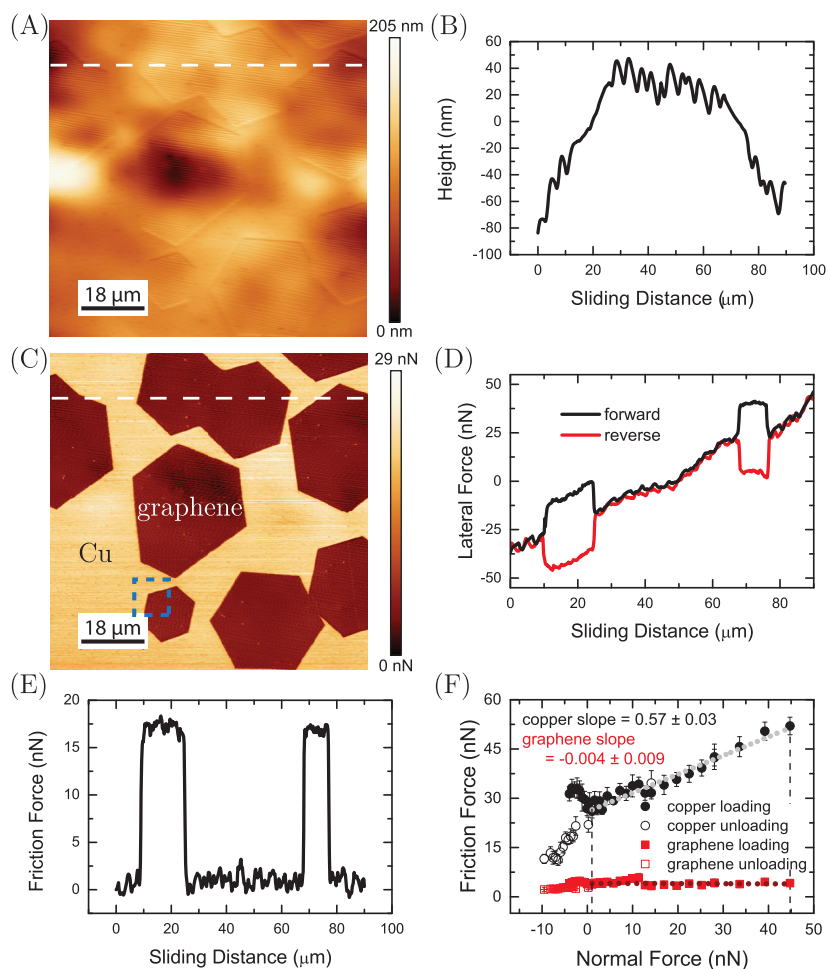 (A)
205 nm
18 μm
0 nm
(B)
60
40
20
0
-20
-40
-60
-80
-100
Height (nm)
0 20 40 60 80 100
Sliding Distance (μm)
(C)
29 nN
graphene
Cu
18 μm
0 nN
(D)
50
25
0
-25
-50
Lateral Force (nN)
forward
reverse
0 20 40 60 80
Sliding Distance (μm)
(E)
20
15
10
5
0
Friction Force (nN)
0 20 40 60 80 100
Sliding Distance (μm)
(F)
60
45
30
15
0
Friction Force (nN)
copper slope = 0.57 ± 0.03
graphene slope
= -0.004 ± 0.009
copper loading
copper unloading
graphene loading
graphene unloading
-10 0 10 20 30 40 50
Normal Force (nN)